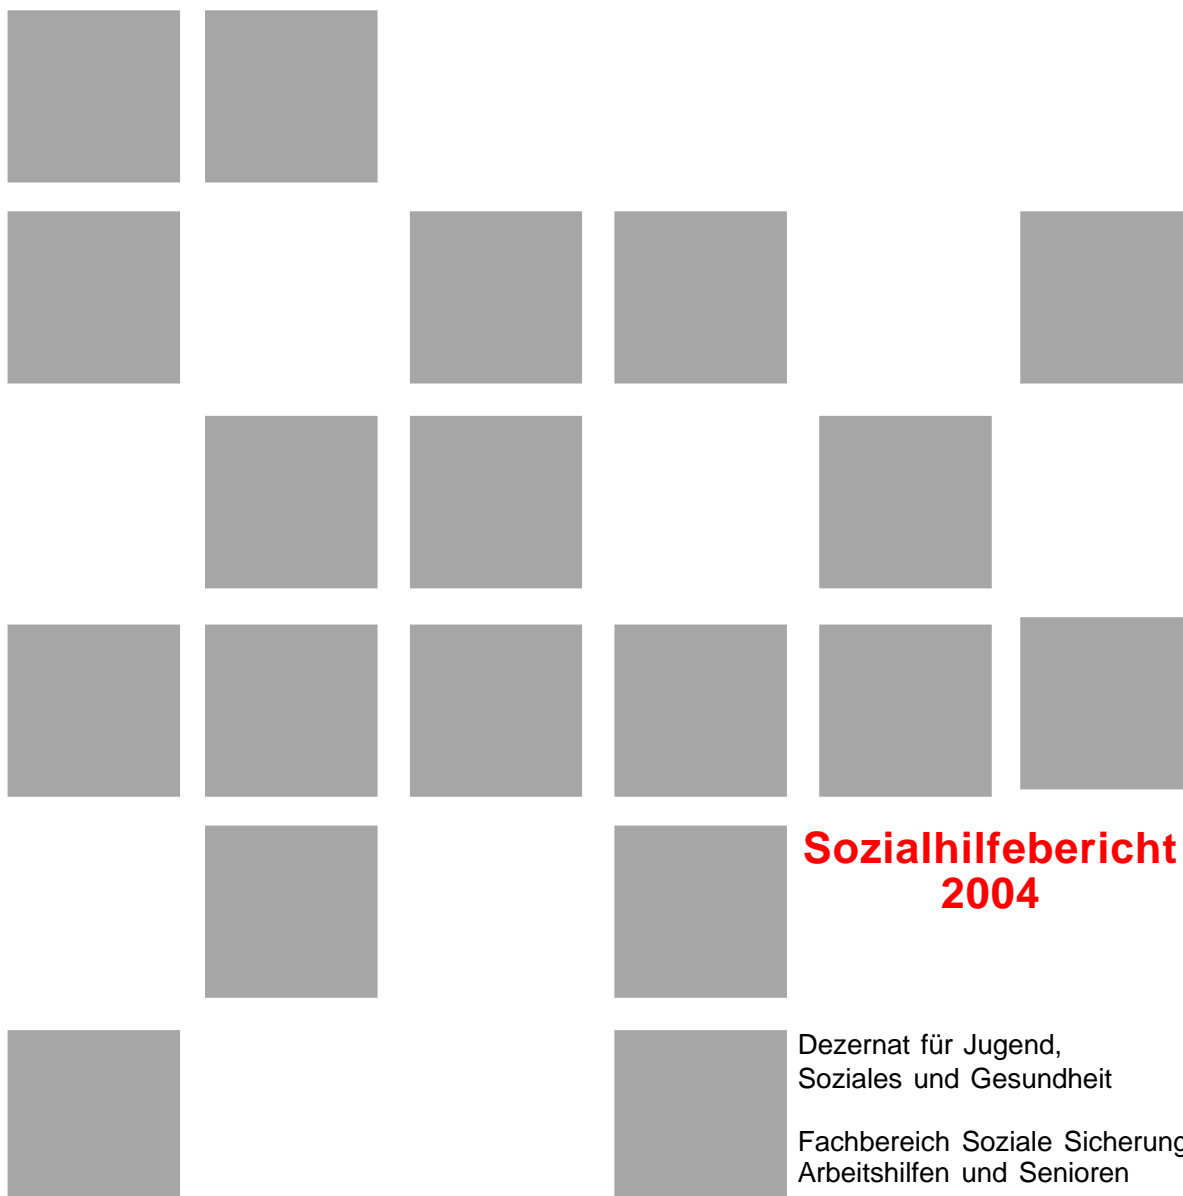 Sozialhilfebericht
2004
Dezernat für Jugend,
Soziales und Gesundheit
Fachbereich Soziale Sicherung
Arbeitshilfen und Senioren